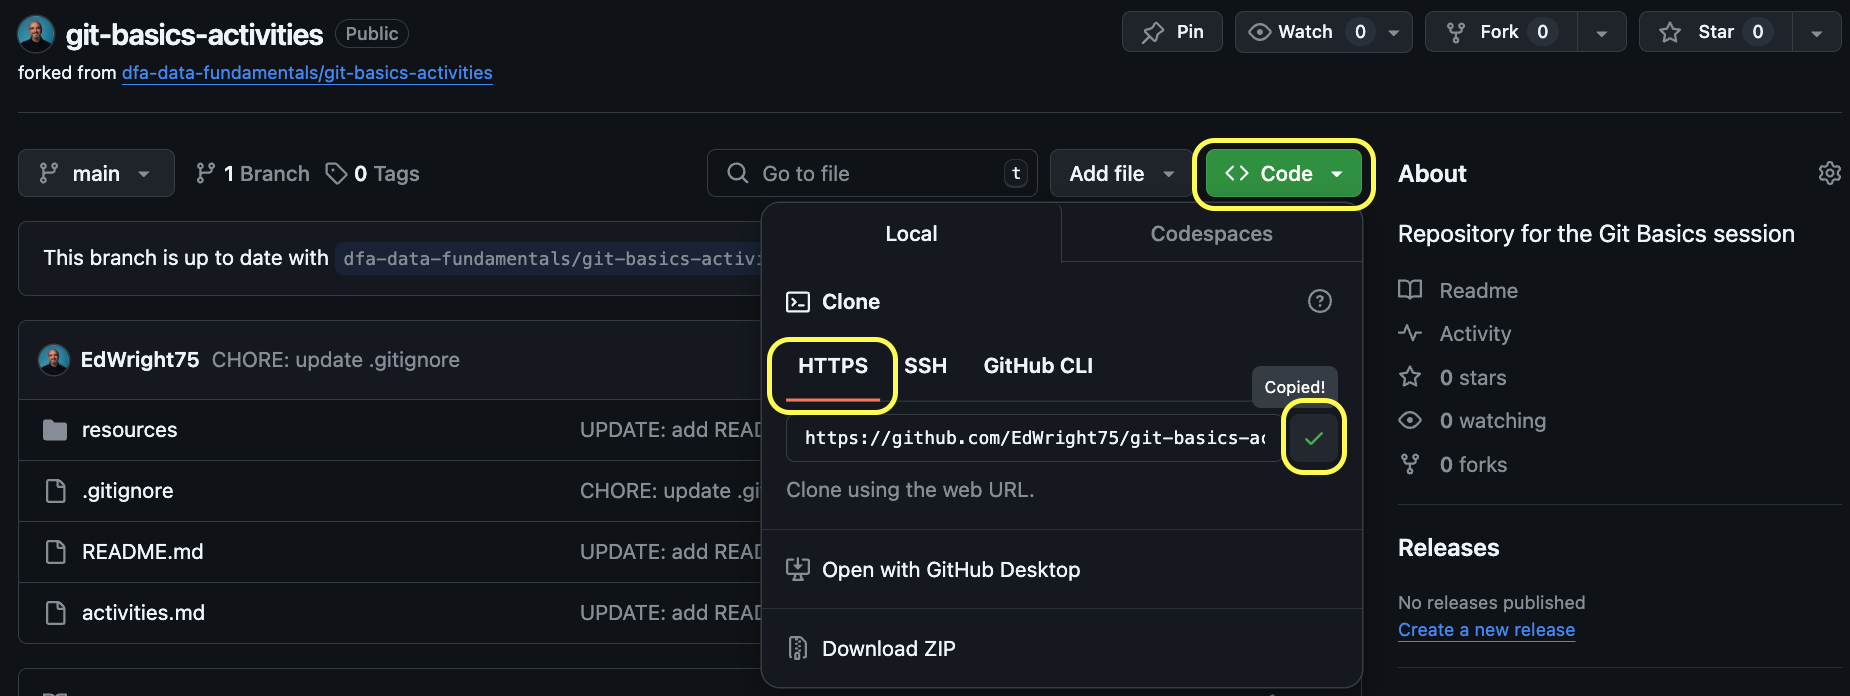 git-basics-activities Public
Pin
Watch 0
Fork 0
Star 0
forked from dfa-data-fundamentals/git-basics-activities
main
1 Branch
0 Tags
Go to file
t
Add file
<> Code
About
Local
Codespaces
Repository for the Git Basics session
This branch is up to date with dfa-data-fundamentals/git-basics-activi
Clone
Readme
Activity
0 stars
0 watching
0 forks
EdWright75 CHORE: update .gitignore
HTTPS
SSH
GitHub CLI
Copied!
https://github.com/EdWright75/git-basics-ac
Clone using the web URL.
resources
UPDATE: add READ
.gitignore
CHORE: update .gi
README.md
UPDATE: add READ
activities.md
UPDATE: add READ
Open with GitHub Desktop
Download ZIP
Releases
No releases published
Create a new release